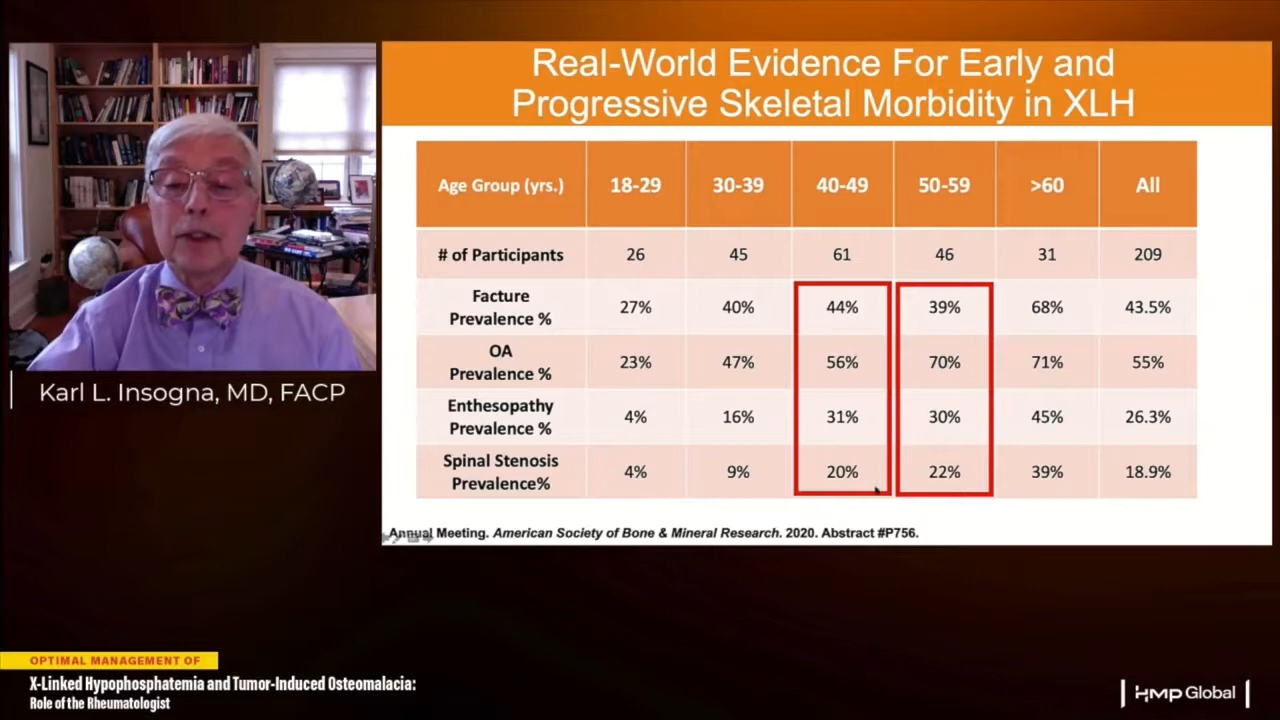 Real-World Evidence For Early and
Progressive Skeletal Morbidity in XLH
Age Group (yrs.) 18-29 30-39 40-49 50-59 >60 All
# of Participants 26 45 61 46 31 209
Facture
Prevalence % 27% 40% 44% 39% 68% 43.5%
OA
Prevalence % 23% 47% 56% 70% 71% 55%
Enthesopathy
Prevalence % 4% 16% 31% 30% 45% 26.3%
Spinal Stenosis
Prevalence% 4% 9% 20% 22% 39% 18.9%
Annual Meeting. American Society of Bone & Mineral Research. 2020. Abstract #P756.
Karl L. Insogna, MD, FACP
OPTIMAL MANAGEMENT OF
X-Linked Hypophosphatemia and Tumor-Induced Osteomalacia:
Role of the Rheumatologist
HMP Global